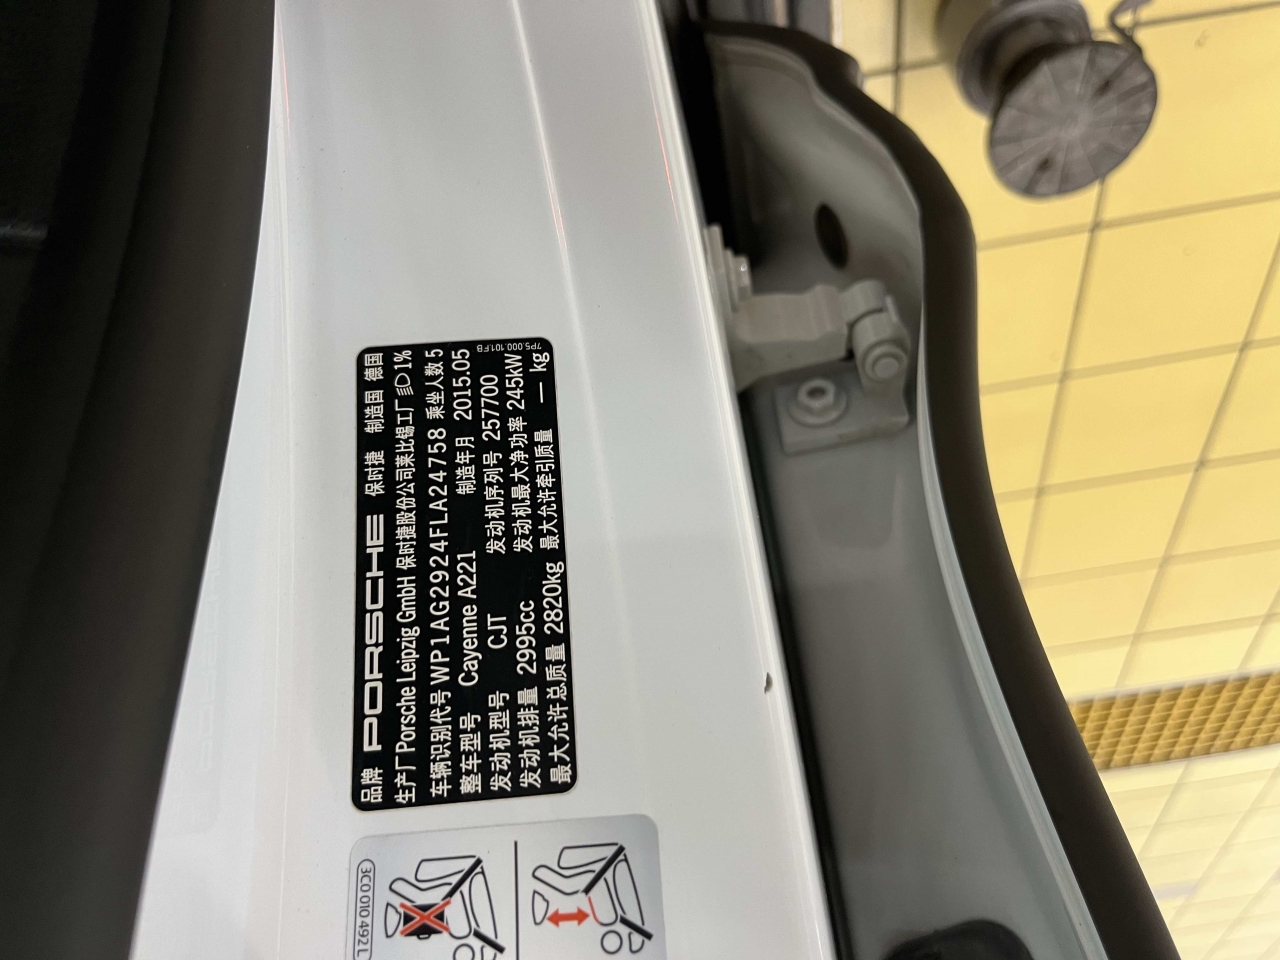 品牌 PORSCHE 保时捷 制造国 德国
生产厂 Porsche Leipzig GmbH 保时捷股份公司莱比锡工厂 1%
车辆识别代号 WP1AG2924FLA24758 乘坐人数 5
整车型号 Cayenne A221 制造年月 2015.05
发动机型号 CJT 发动机序列号 257700
发动机排量 2995cc 发动机最大净功率 245kW
最大允许总质量 2820kg 最大允许牵引质量 — kg
7P5.000.101.FB
3C0 010 492 L